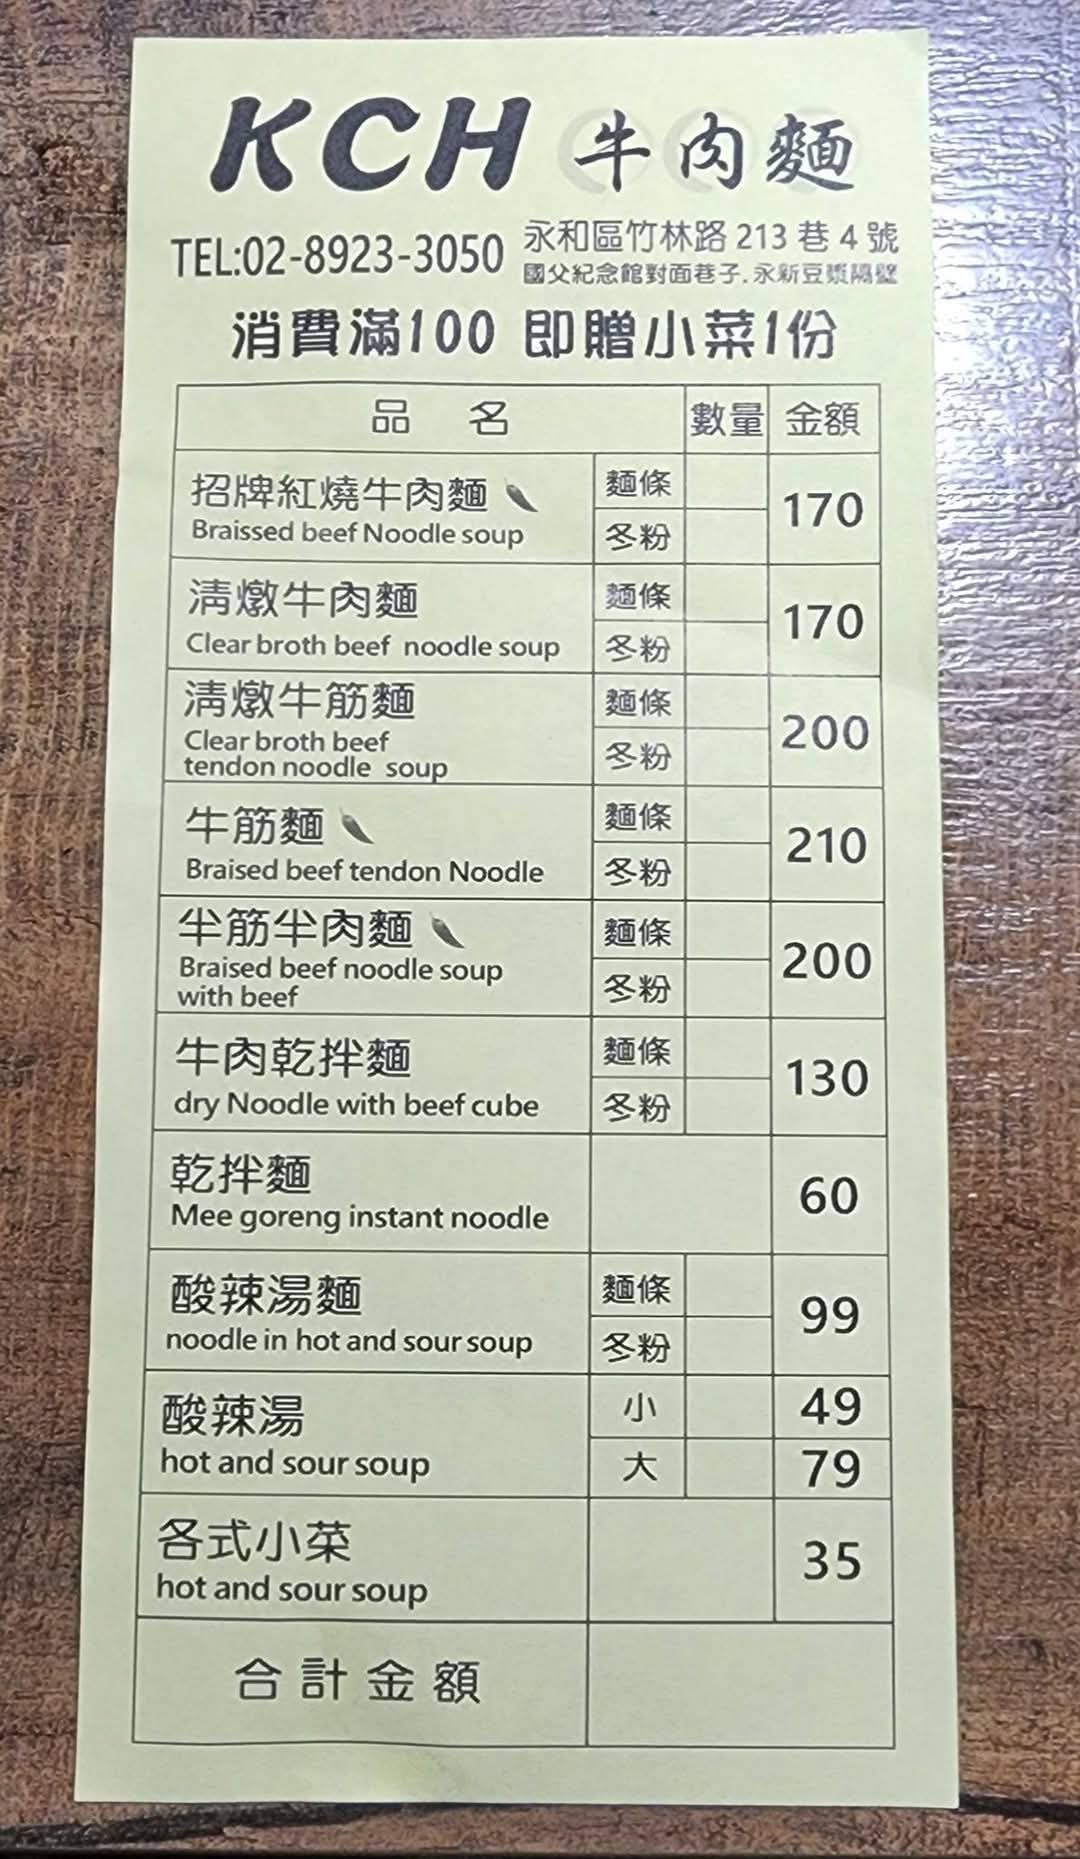 KCH 牛肉麵
TEL:02-8923-3050 永和區竹林路 213 巷 4 號
國父紀念館對面巷子.永新豆漿隔壁
消費滿100 即贈小菜1份
品 名 數量 金額
招牌紅燒牛肉麵 麵條 170
Braissed beef Noodle soup 冬粉
清燉牛肉麵 麵條 170
Clear broth beef noodle soup 冬粉
清燉牛筋麵 麵條 200
Clear broth beef
tendon noodle soup 冬粉
牛筋麵 麵條 210
Braised beef tendon Noodle 冬粉
半筋半肉麵 麵條 200
Braised beef noodle soup
with beef 冬粉
牛肉乾拌麵 麵條 130
dry Noodle with beef cube 冬粉
乾拌麵 60
Mee goreng instant noodle
酸辣湯麵 麵條 99
noodle in hot and sour soup 冬粉
酸辣湯 小 49
hot and sour soup 大 79
各式小菜 35
hot and sour soup
合計金額